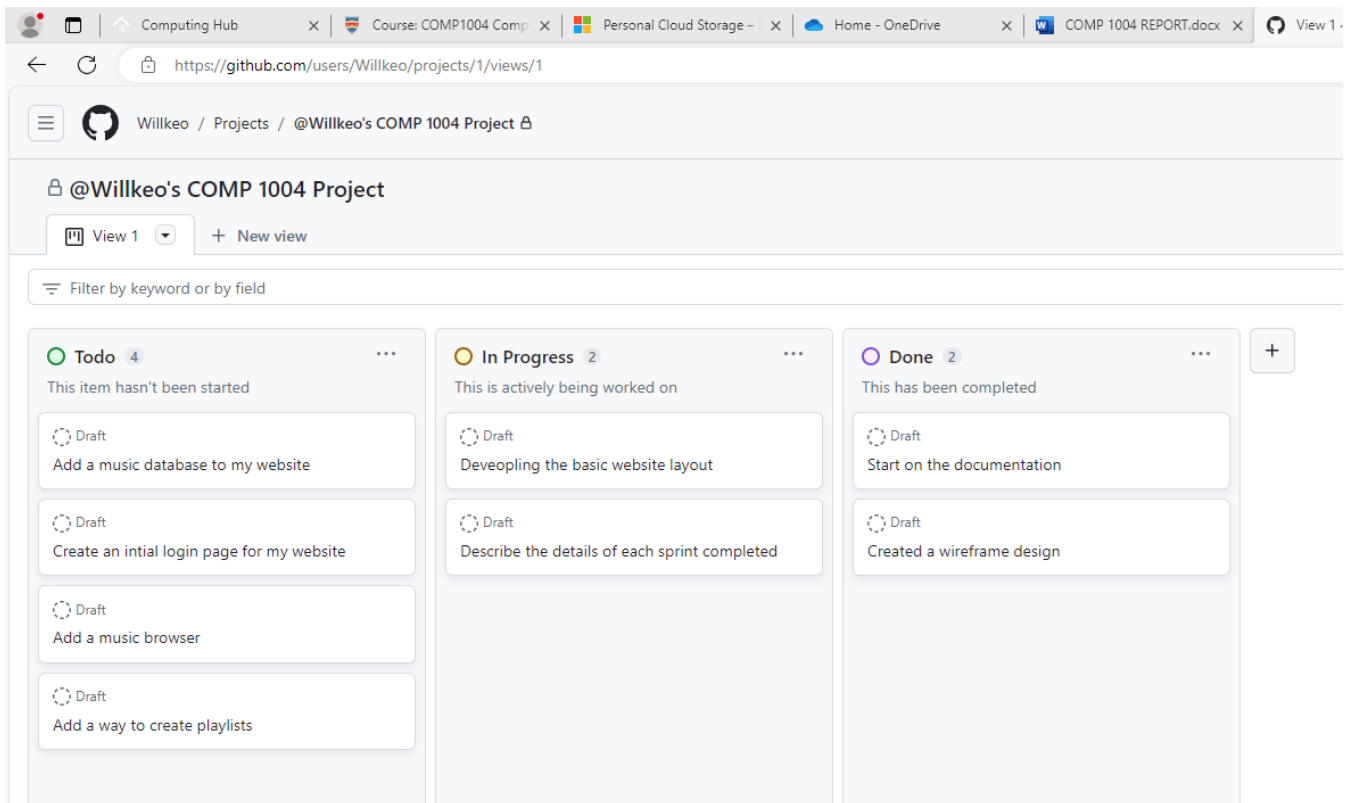 Computing Hub
Course: COMP1004 Comp
Personal Cloud Storage –
Home - OneDrive
COMP 1004 REPORT.docx
View 1
https://github.com/users/Willkeo/projects/1/views/1
Willkeo / Projects / @Willkeo's COMP 1004 Project
@Willkeo's COMP 1004 Project
View 1
+ New view
Filter by keyword or by field
Todo 4
This item hasn't been started
Draft
Add a music database to my website
Draft
Create an intial login page for my website
Draft
Add a music browser
Draft
Add a way to create playlists
In Progress 2
This is actively being worked on
Draft
Deveopling the basic website layout
Draft
Describe the details of each sprint completed
Done 2
This has been completed
Draft
Start on the documentation
Draft
Created a wireframe design